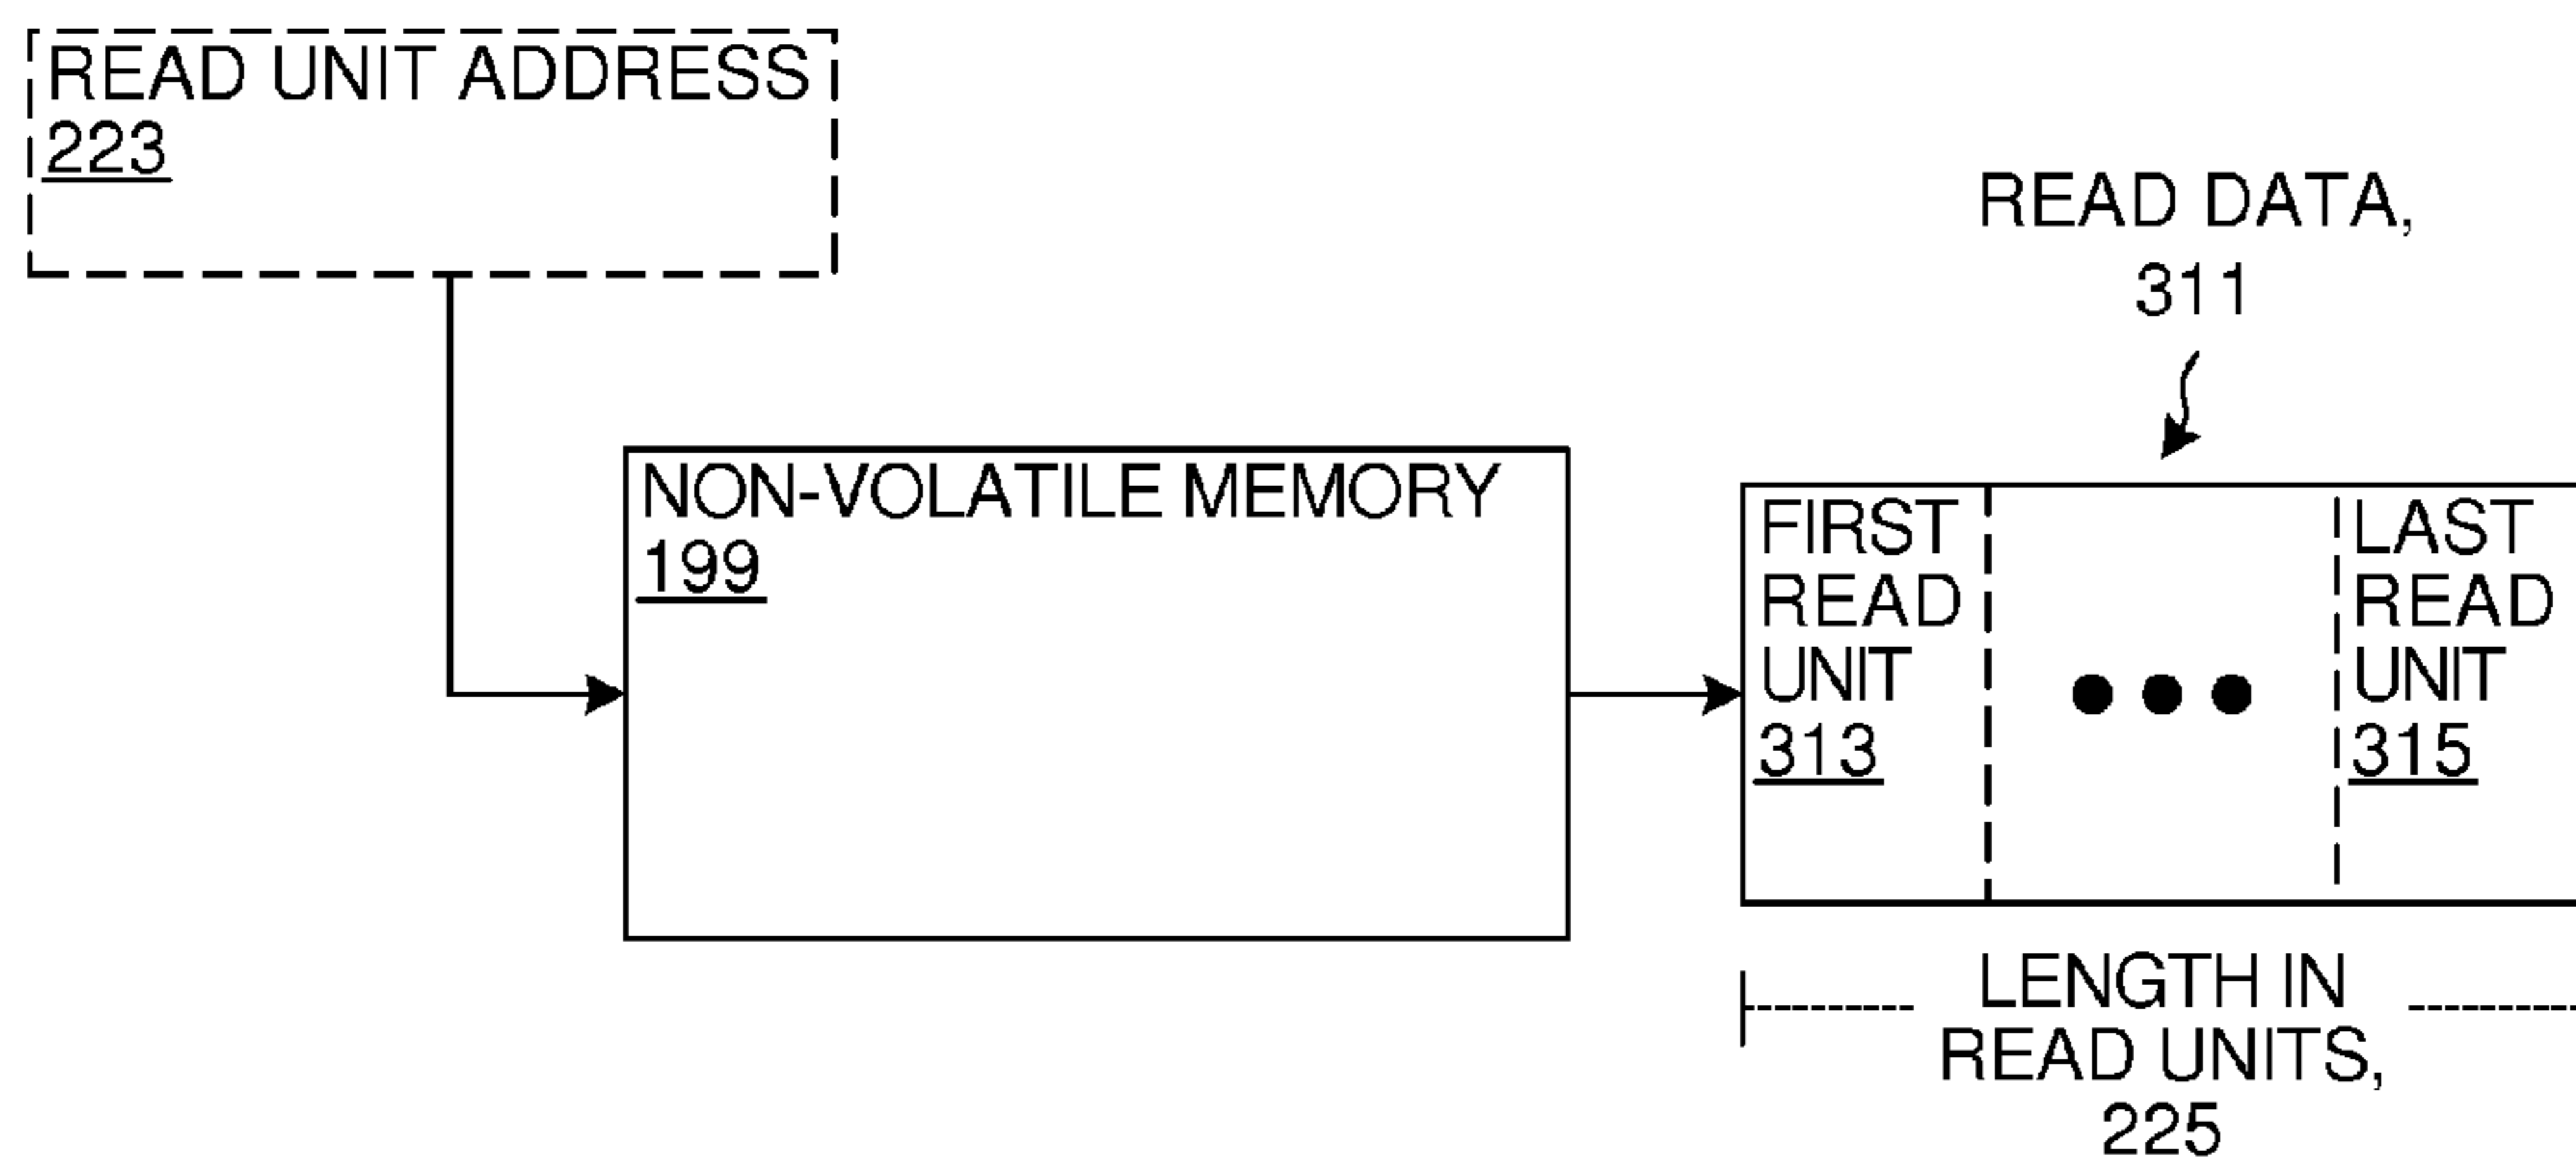 READ UNIT ADDRESS
223
READ DATA,
311
NON-VOLATILE MEMORY
199
FIRST
READ
UNIT
313
LAST
READ
UNIT
315
LENGTH IN
READ UNITS,
225